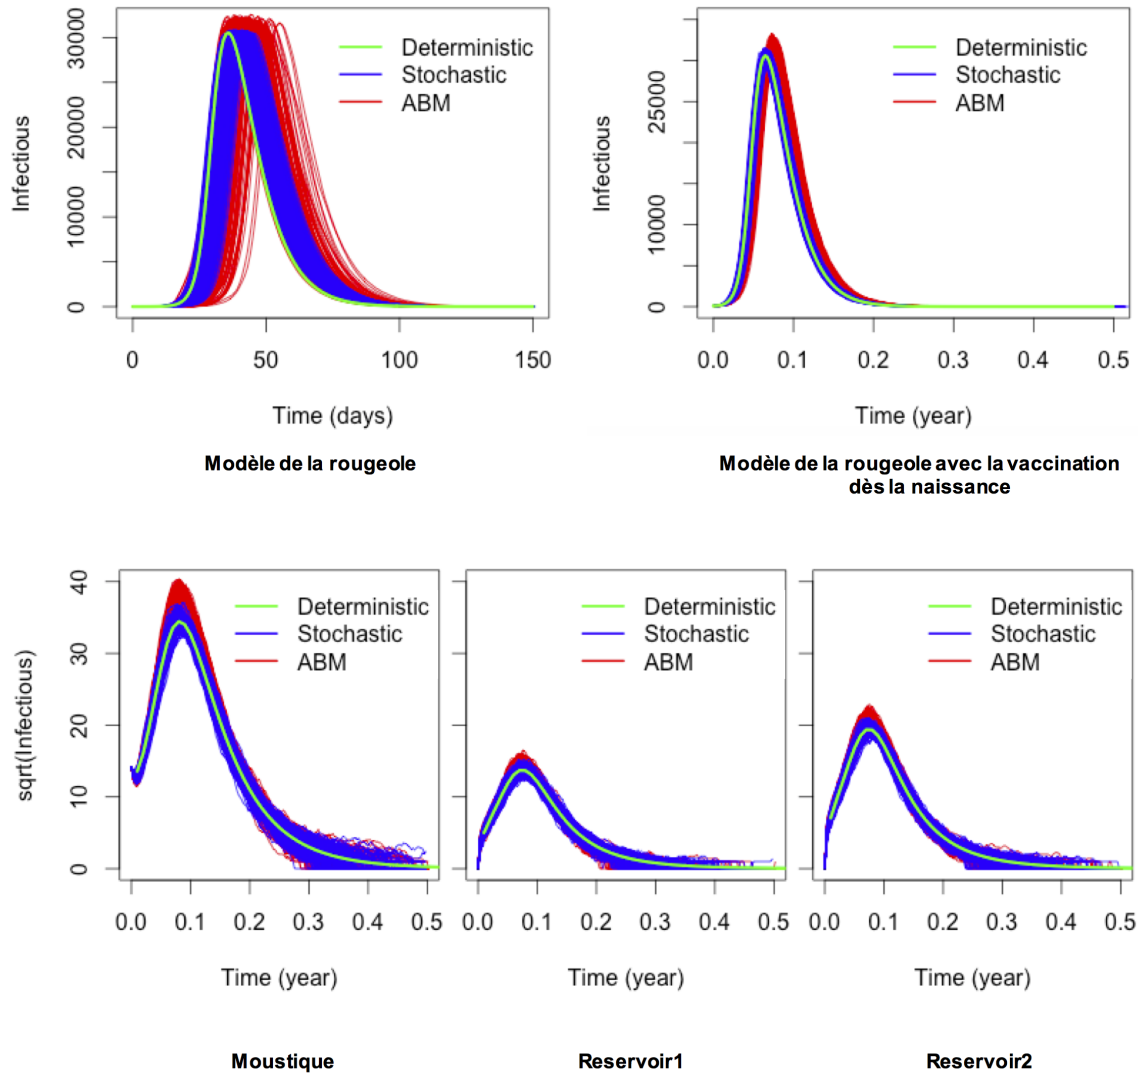 Infectious
0
10000
20000
30000
Deterministic
Stochastic
ABM
0 50 100 150
Time (days)
Modèle de la rougeole
Infectious
0
10000
25000
Deterministic
Stochastic
ABM
0.0 0.1 0.2 0.3 0.4 0.5
Time (year)
Modèle de la rougeole avec la vaccination
dès la naissance
sqrt(Infectious)
40
30
20
10
0
Deterministic
Stochastic
ABM
0.0 0.1 0.2 0.3 0.4 0.5
Time (year)
Moustique
Deterministic
Stochastic
ABM
0.0 0.1 0.2 0.3 0.4 0.5
Time (year)
Reservoir1
Deterministic
Stochastic
ABM
0.0 0.1 0.2 0.3 0.4 0.5
Time (year)
Reservoir2